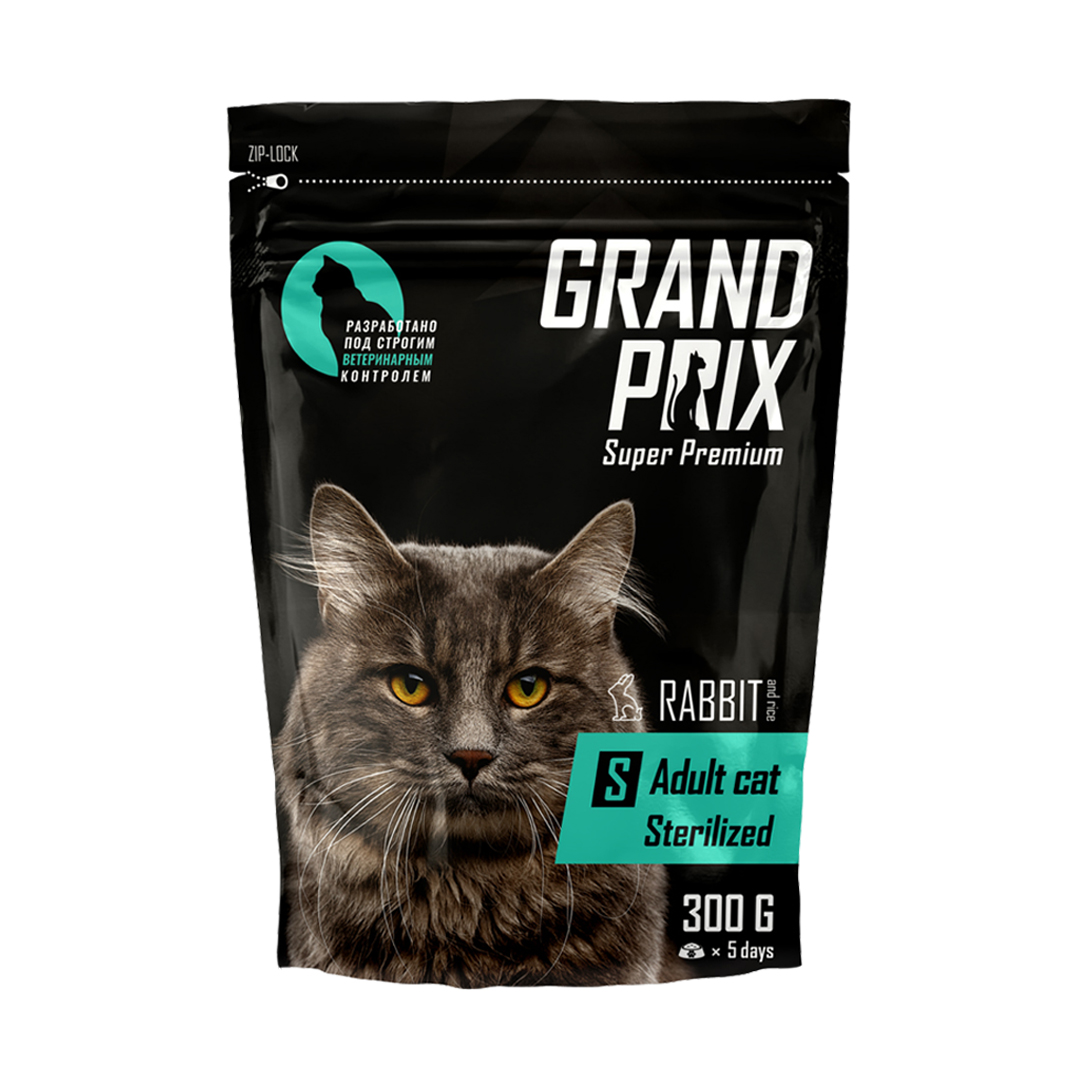 ZIP-LOCK
GRAND
PRIX
Super Premium
РАЗРАБОТАНО
ПОД СТРОГИМ
ВЕТЕРИНАРНЫМ
КОНТРОЛЕМ
RABBIT
and rice
S Adult cat
Sterilized
300 G
× 5 days